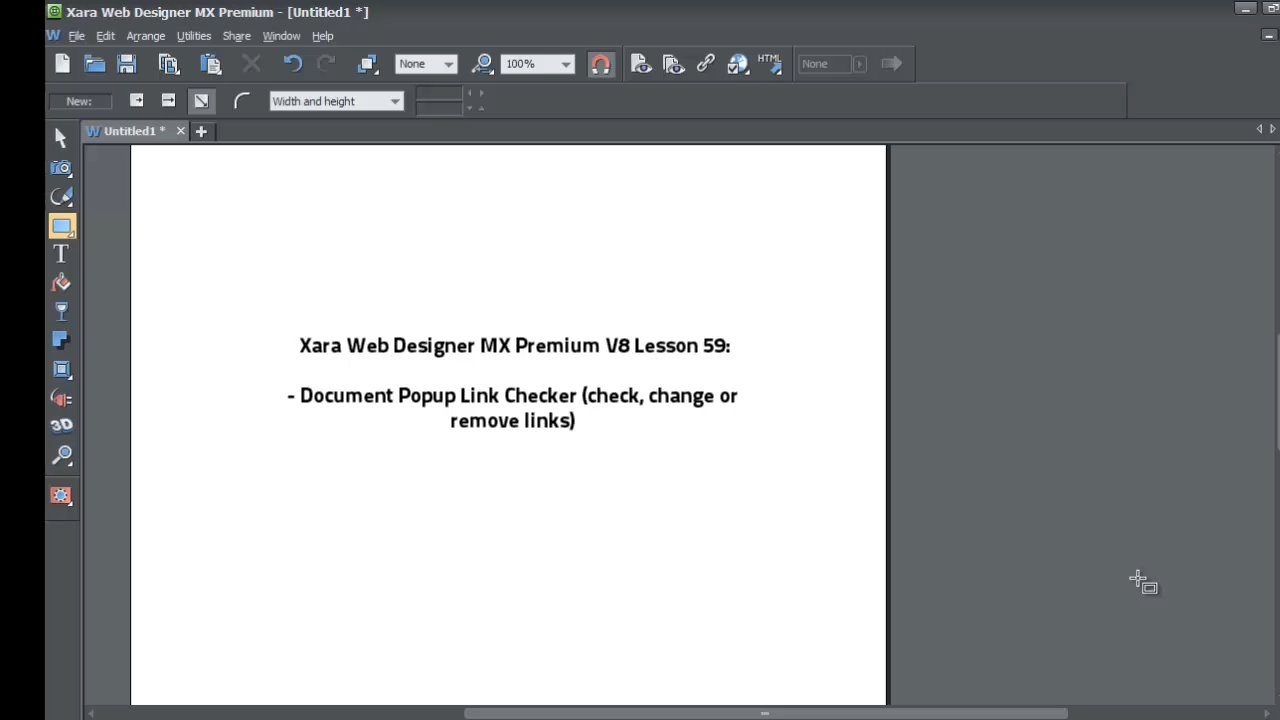 Xara Web Designer MX Premium - [Untitled1 *]
W File Edit Arrange Utilities Share Window Help
None 100% HTML None
New: Width and height
W Untitled1 *
T
3D
Xara Web Designer MX Premium V8 Lesson 59:
- Document Popup Link Checker (check, change or
remove links)